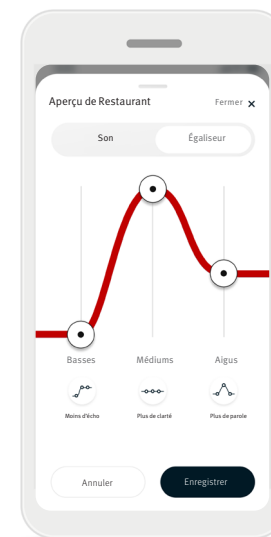 Aperçu de Restaurant Fermer x
Son Égaliseur
Basses Médiums Aigus
Moins d'écho Plus de clarté Plus de parole
Annuler Enregistrer